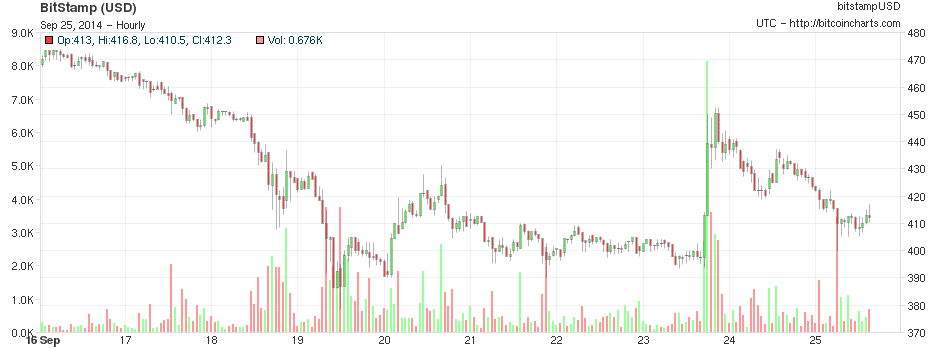 BitStamp (USD)
bitstampUSD
Sep 25, 2014 - Hourly
UTC - http://bitcoincharts.com
Op:413, Hi:416.8, Lo:410.5, Cl:412.3 Vol: 0.676K
9.0K 480
8.0K 470
7.0K 460
6.0K 450
5.0K 440
4.0K 430
3.0K 420
2.0K 410
1.0K 400
0.0K 390
380
370
16 Sep 17 18 19 20 21 22 23 24 25